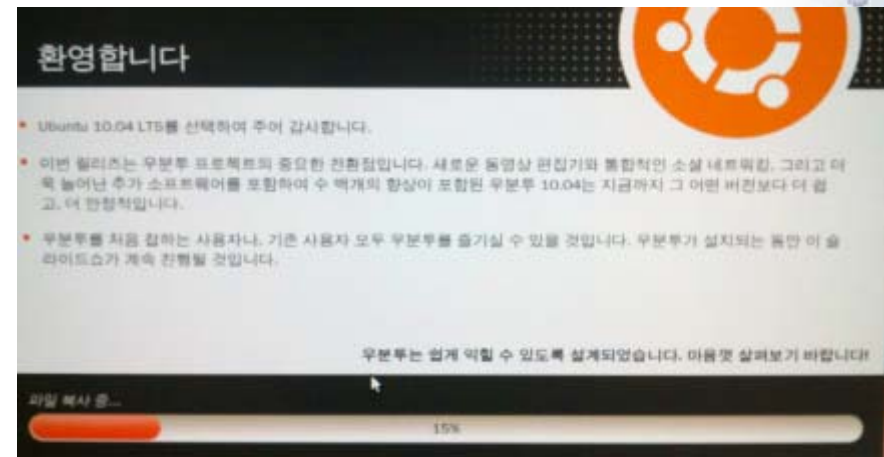 환영합니다
Ubuntu 10.04 LTS를 선택하여 주어 감사합니다.
이번 릴리즈는 우분투 프로젝트의 중요한 전환점입니다. 새로운 동영상 편집기와 통합적인 소셜 네트워킹, 그리고 더
욱 늘어난 추가 소프트웨어를 포함하여 수 백개의 향상이 포함된 우분투 10.04는 지금까지 그 어떤 버전보다 더 쉽
고, 더 안정적입니다.
우분투를 처음 접하는 사용자나, 기존 사용자 모두 우분투를 즐기실 수 있을 것입니다. 우분투가 설치되는 동안 이 슬
라이드쇼가 계속 진행될 것입니다.
우분투는 쉽게 익힐 수 있도록 설계되었습니다. 마음껏 살펴보기 바랍니다!
파일 복사 중...
15%